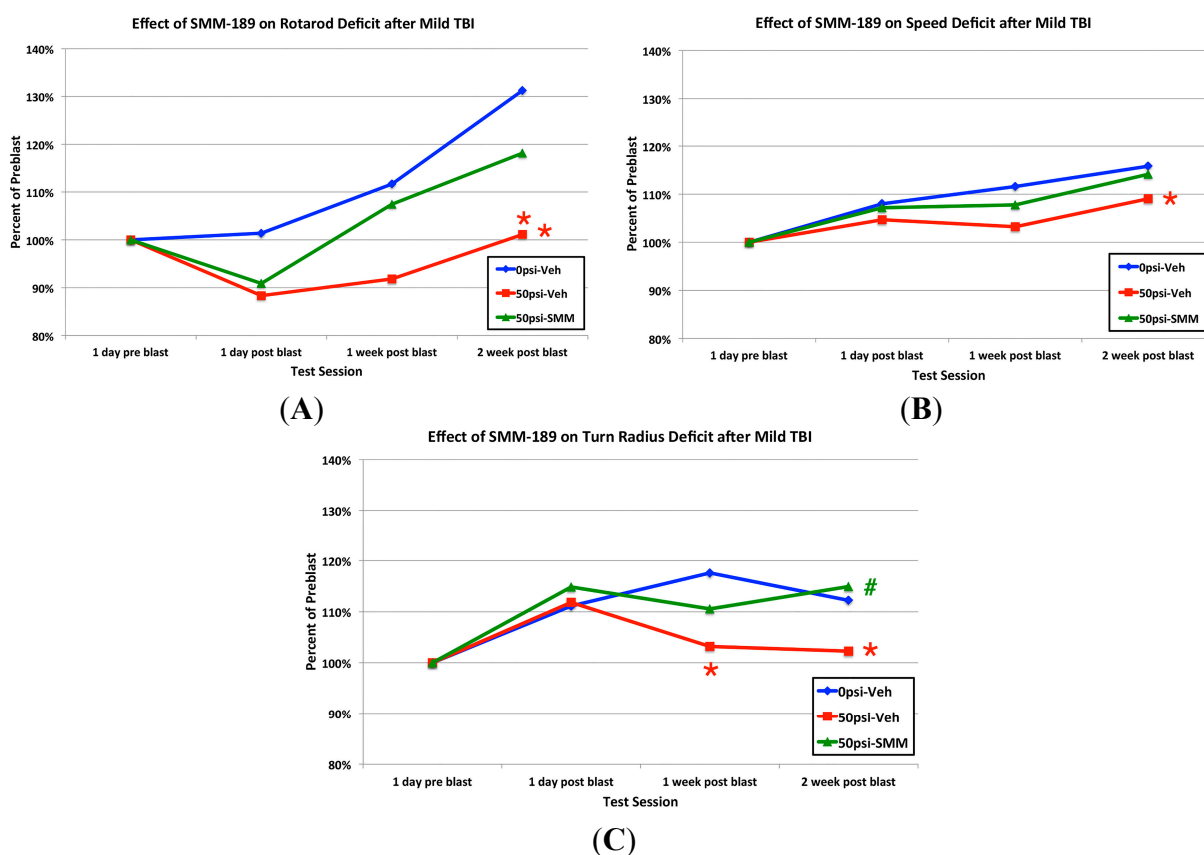 Effect of SMM-189 on Rotarod Deficit after Mild TBI
140%
130%
120%
110%
100%
90%
80%
Percent of Preblast
1 day pre blast 1 day post blast 1 week post blast 2 week post blast
Test Session
*
*
0psi-Veh
50psi-Veh
50psi-SMM
(A)
Effect of SMM-189 on Speed Deficit after Mild TBI
140%
130%
120%
110%
100%
90%
80%
Percent of Preblast
1 day pre blast 1 day post blast 1 week post blast 2 week post blast
Test Session
*
0psi-Veh
50psi-Veh
50psi-SMM
(B)
Effect of SMM-189 on Turn Radius Deficit after Mild TBI
140%
130%
120%
110%
100%
90%
80%
Percent of Preblast
1 day pre blast 1 day post blast 1 week post blast 2 week post blast
Test Session
#
*
*
0psi-Veh
50psi-Veh
50psi-SMM
(C)